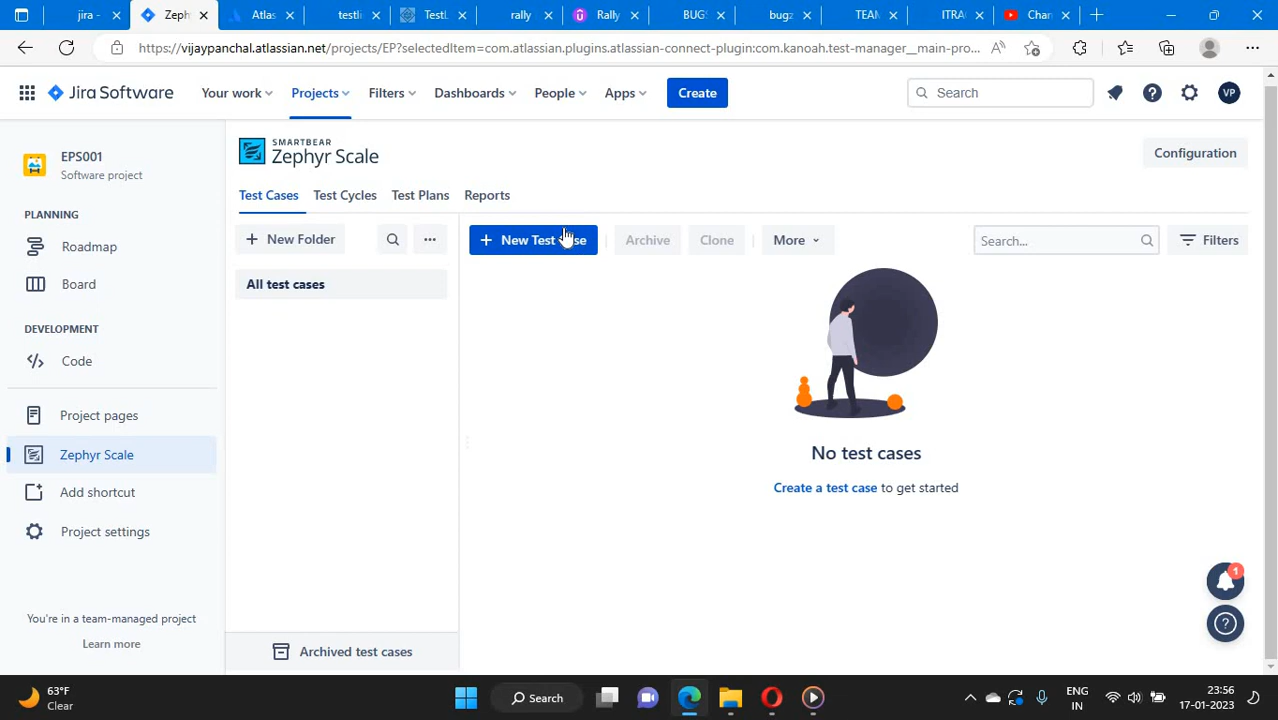 jira -
Zeph
Atlas
testli
TestL
rally
Rally
BUGS
bugz
TEAM
ITRAC
Chan
https://vijaypanchal.atlassian.net/projects/EP?selectedItem=com.atlassian.plugins.atlassian-connect-plugin:com.kanoah.test-manager__main-pro...
Jira Software
Your work
Projects
Filters
Dashboards
People
Apps
Create
Search
VP
EPS001
Software project
PLANNING
Roadmap
Board
DEVELOPMENT
Code
Project pages
Zephyr Scale
Add shortcut
Project settings
You're in a team-managed project
Learn more
SMARTBEAR
Zephyr Scale
Configuration
Test Cases Test Cycles Test Plans Reports
+ New Folder
All test cases
Archived test cases
+ New Test Case
Archive
Clone
More
Search...
Filters
No test cases
Create a test case to get started
1
63°F
Clear
Search
ENG
IN
23:56
17-01-2023